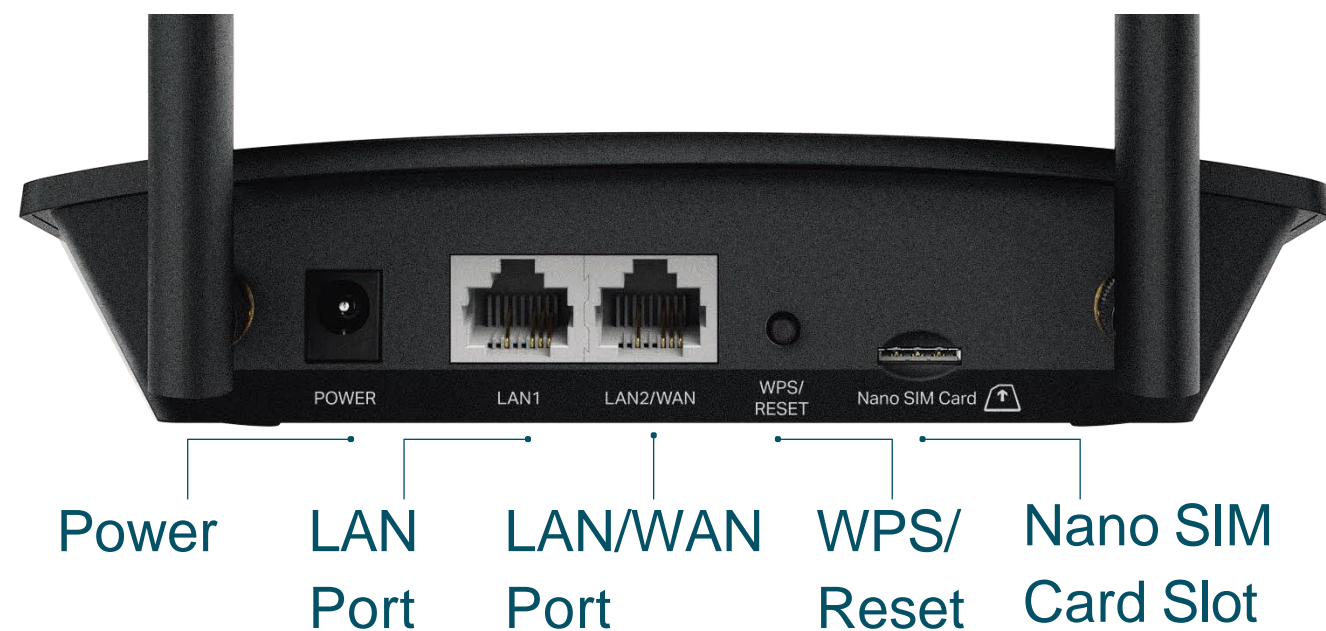 POWER
LAN1
LAN2/WAN
WPS/
RESET
Nano SIM Card
Power
LAN
Port
LAN/WAN
Port
WPS/
Reset
Nano SIM
Card Slot